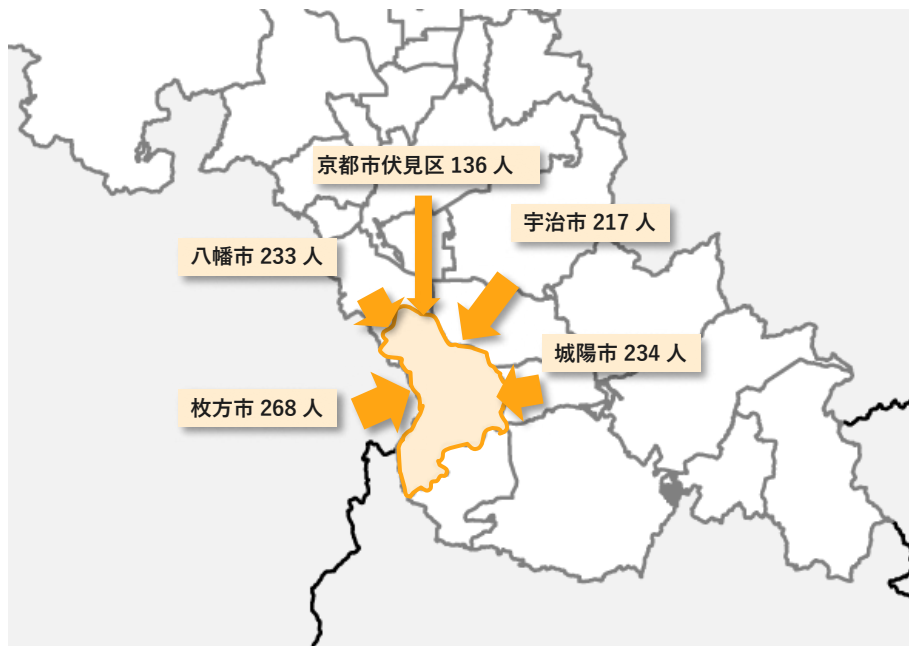 京都市伏見区 136 人
宇治市 217 人
八幡市 233 人
城陽市 234 人
枚方市 268 人